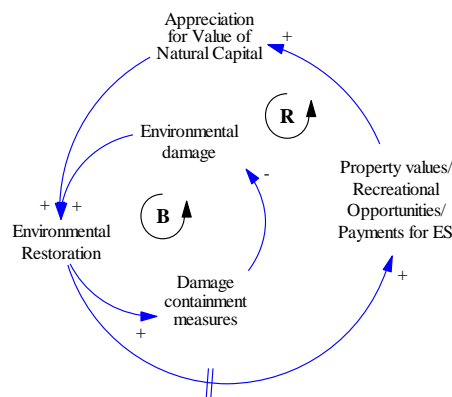 Appreciation
for Value of
Natural Capital
+
R
Environmental
damage
-
Property values/
Recreational
Opportunities/
Payments for ES
+
+
B
Environmental
Restoration
Damage
containment
measures
+
+